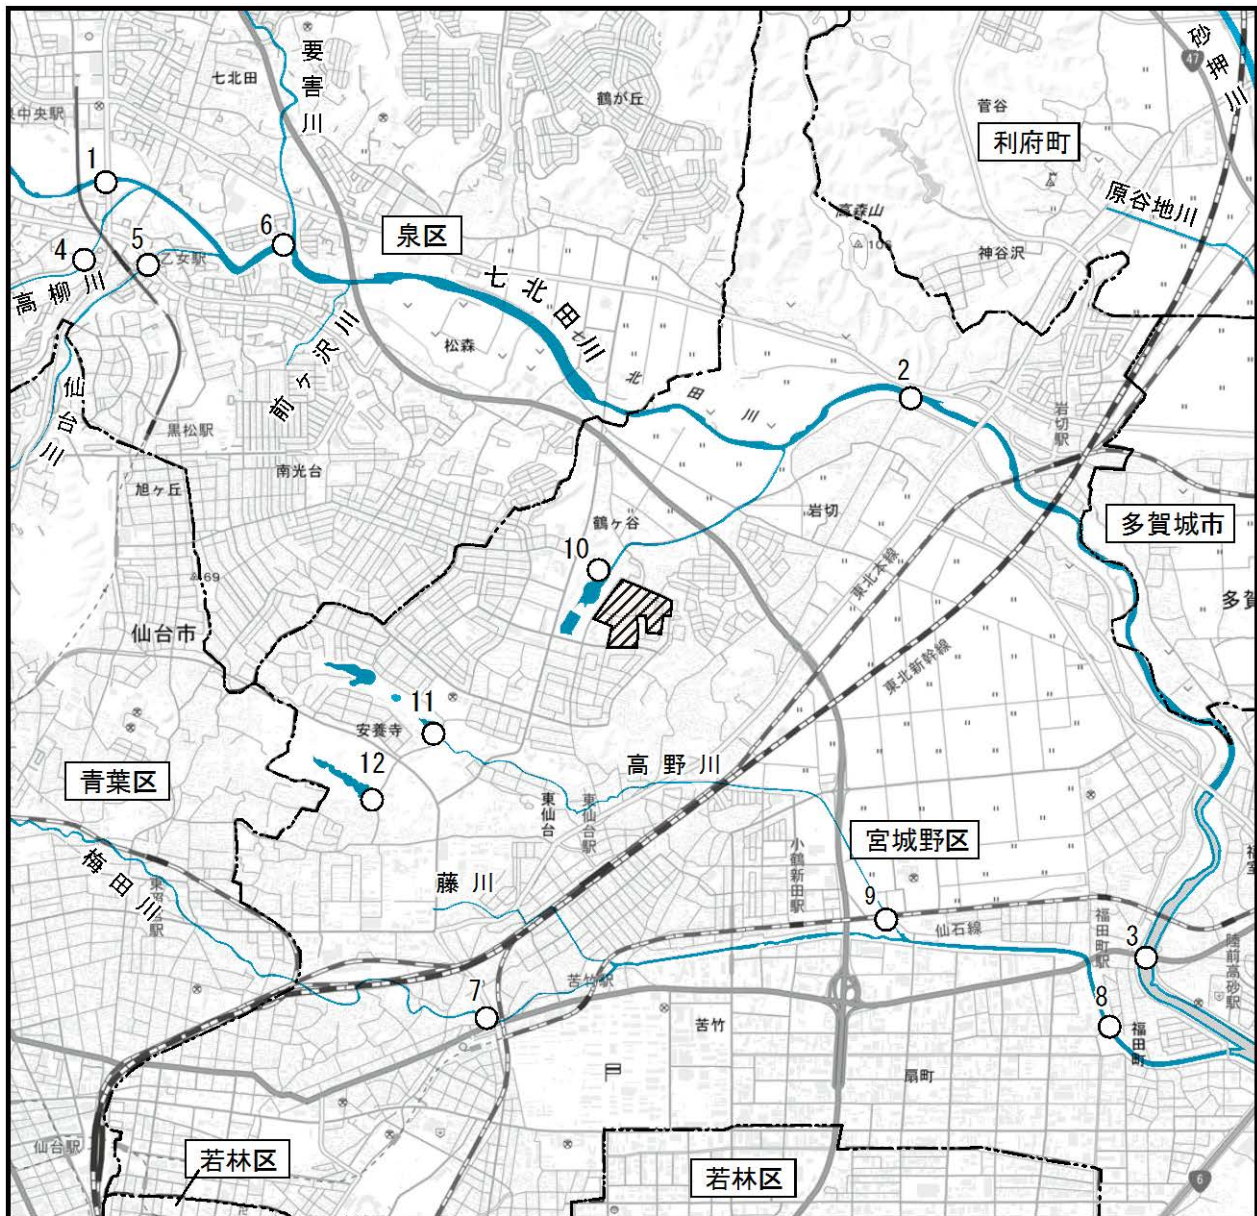 要害川
七北田
鶴が丘
砂押川
47
菅谷
利府町
1
6
泉区
高森山
106
神谷沢
原谷地川
4
5
高柳川
七北田川
松森
前ヶ沢川
仙台川
七
北
田
川
2
岩切駅
黒松駅
旭ヶ丘
南光台
鶴ヶ谷
岩切
多賀城市
10
東北本線
69
仙台市
東北新幹線
安養寺
11
12
高野川
青葉区
東仙台
東仙台駅
小鶴新田駅
宮城野区
梅田川
藤川
9
仙石線
福田町駅
3
陸前高砂駅
苦竹駅
7
苦竹
8
福田町
扇町
仙台駅
若林区
若林区
6